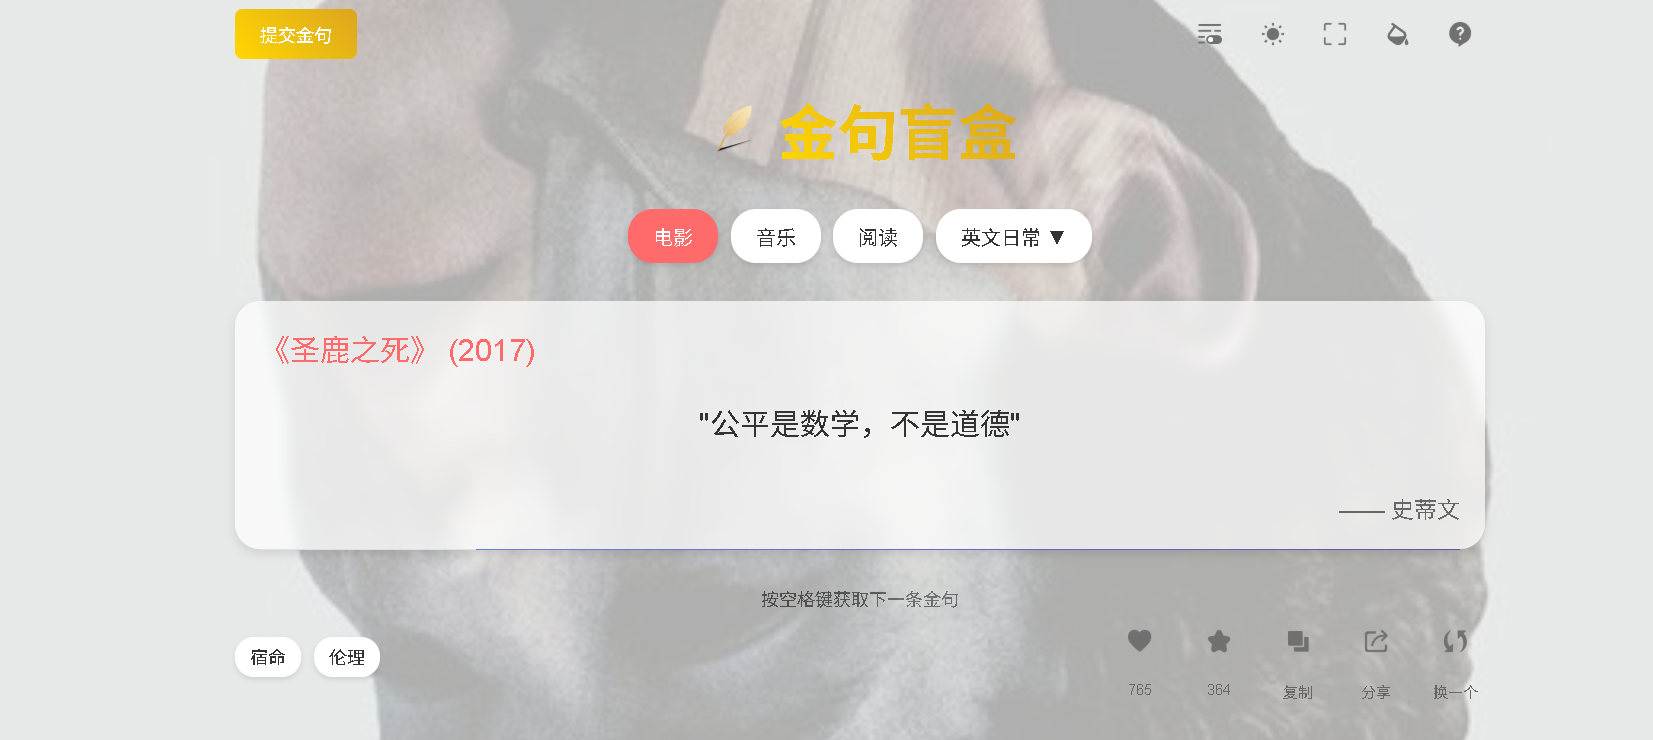 提交金句
金句盲盒
电影 音乐 阅读 英文日常 ▼
《圣鹿之死》 (2017)
"公平是数学，不是道德"
—— 史蒂文
按空格键获取下一条金句
宿命 伦理
765 364 复制 分享 换一个